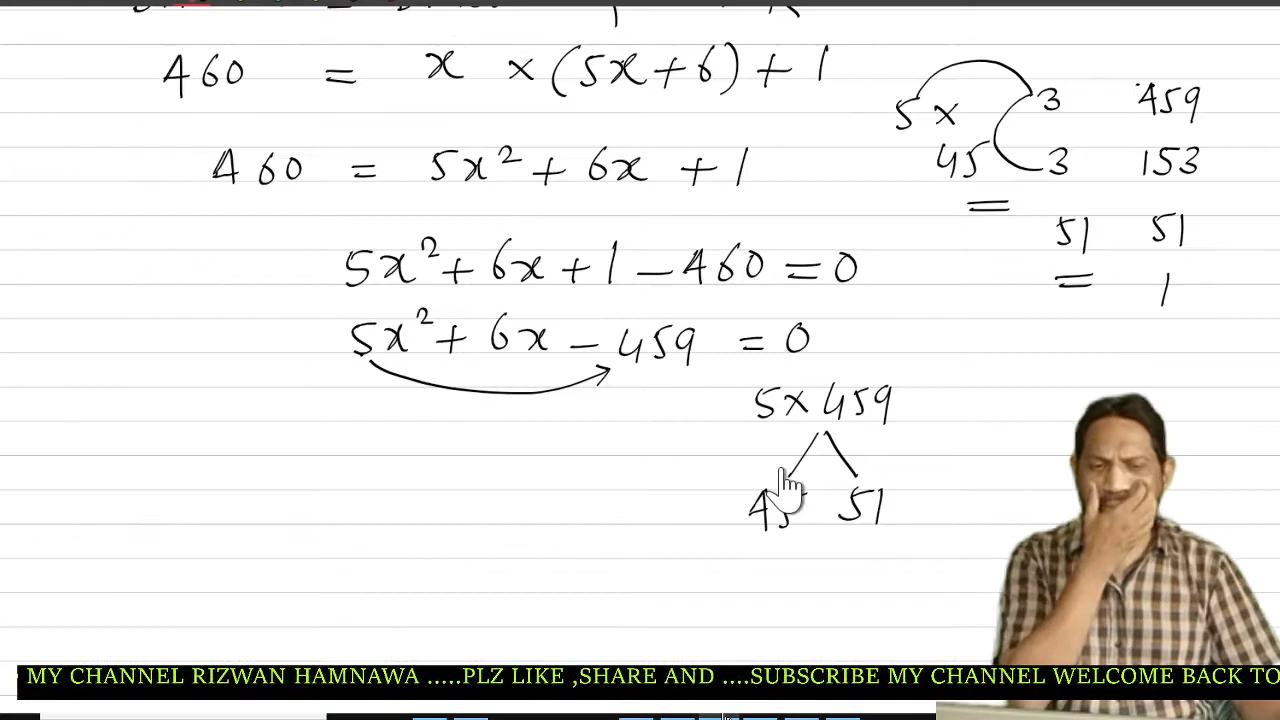 460 = x × (5x+6) + 1
5 x 3 459
460 = 5x² + 6x + 1
45 3 153
=
51 51
= 1
5x² + 6x + 1 − 460 = 0
5x² + 6x − 459 = 0
5 x 459
45 51
MY CHANNEL RIZWAN HAMNAWA .....PLZ LIKE ,SHARE AND ....SUBSCRIBE MY CHANNEL WELCOME BACK TO